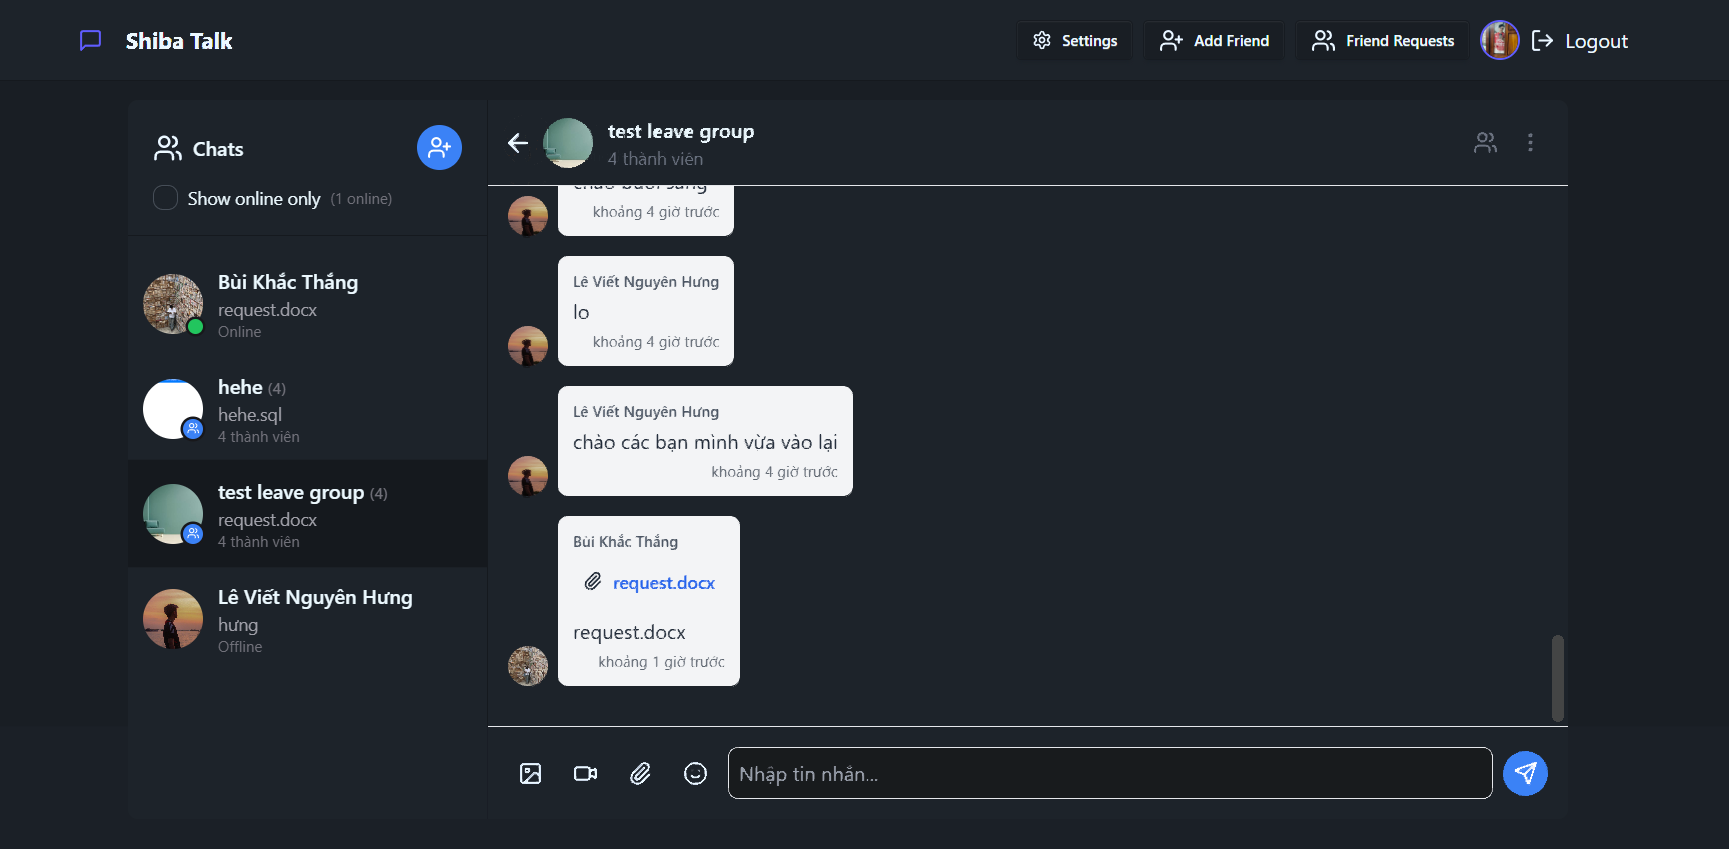 Shiba Talk
Settings
Add Friend
Friend Requests
Logout
Chats
Show online only (1 online)
Bùi Khắc Thắng
request.docx
Online
hehe (4)
hehe.sql
4 thành viên
test leave group (4)
request.docx
4 thành viên
Lê Viết Nguyên Hưng
hưng
Offline
test leave group
4 thành viên
khoảng 4 giờ trước
Lê Viết Nguyên Hưng
lo
khoảng 4 giờ trước
Lê Viết Nguyên Hưng
chào các bạn mình vừa vào lại
khoảng 4 giờ trước
Bùi Khắc Thắng
request.docx
request.docx
khoảng 1 giờ trước
Nhập tin nhắn...